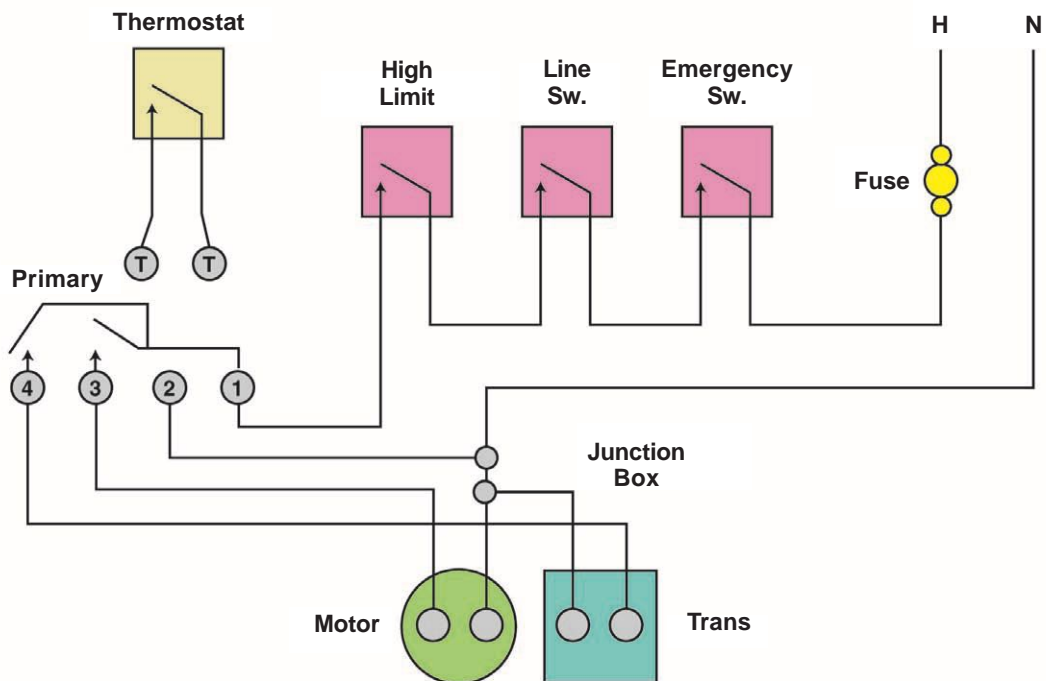 Thermostat
H
N
High
Limit
Line
Sw.
Emergency
Sw.
Fuse
T
T
Primary
4
3
2
1
Junction
Box
Motor
Trans